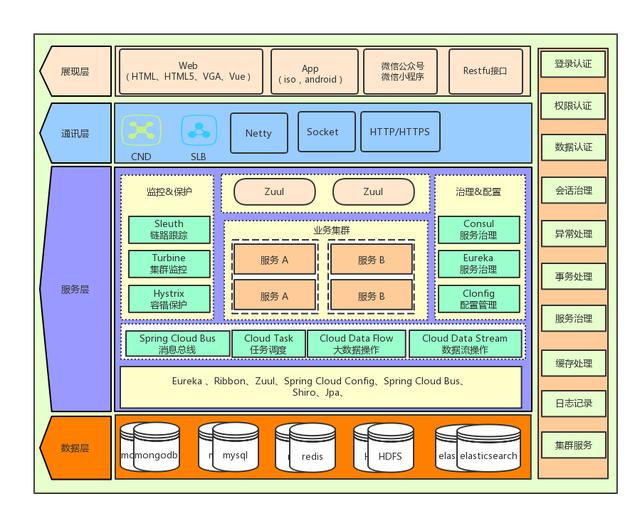 展现层
Web
（HTML、HTML5、VGA、Vue）
App
（iso，android）
微信公众号
微信小程序
Restfu接口
通讯层
CND
SLB
Netty
Socket
HTTP/HTTPS
服务层
监控&保护
Sleuth
链路跟踪
Turbine
集群监控
Hystrix
容错保护
Zuul
Zuul
业务集群
服务 A
服务 B
服务 A
服务 B
治理&配置
Consul
服务治理
Eureka
服务治理
Clonfig
配置管理
Spring Cloud Bus
消息总线
Cloud Task
任务调度
Cloud Data Flow
大数据操作
Cloud Data Stream
数据流操作
Eureka 、Ribbon、Zuul、Spring Cloud Config、Spring Cloud Bus、
Shiro、Jpa、
数据层
mongodb
mysql
redis
HDFS
elasticsearch
登录认证
权限认证
数据认证
会话治理
异常处理
事务处理
服务治理
缓存处理
日志记录
集群服务